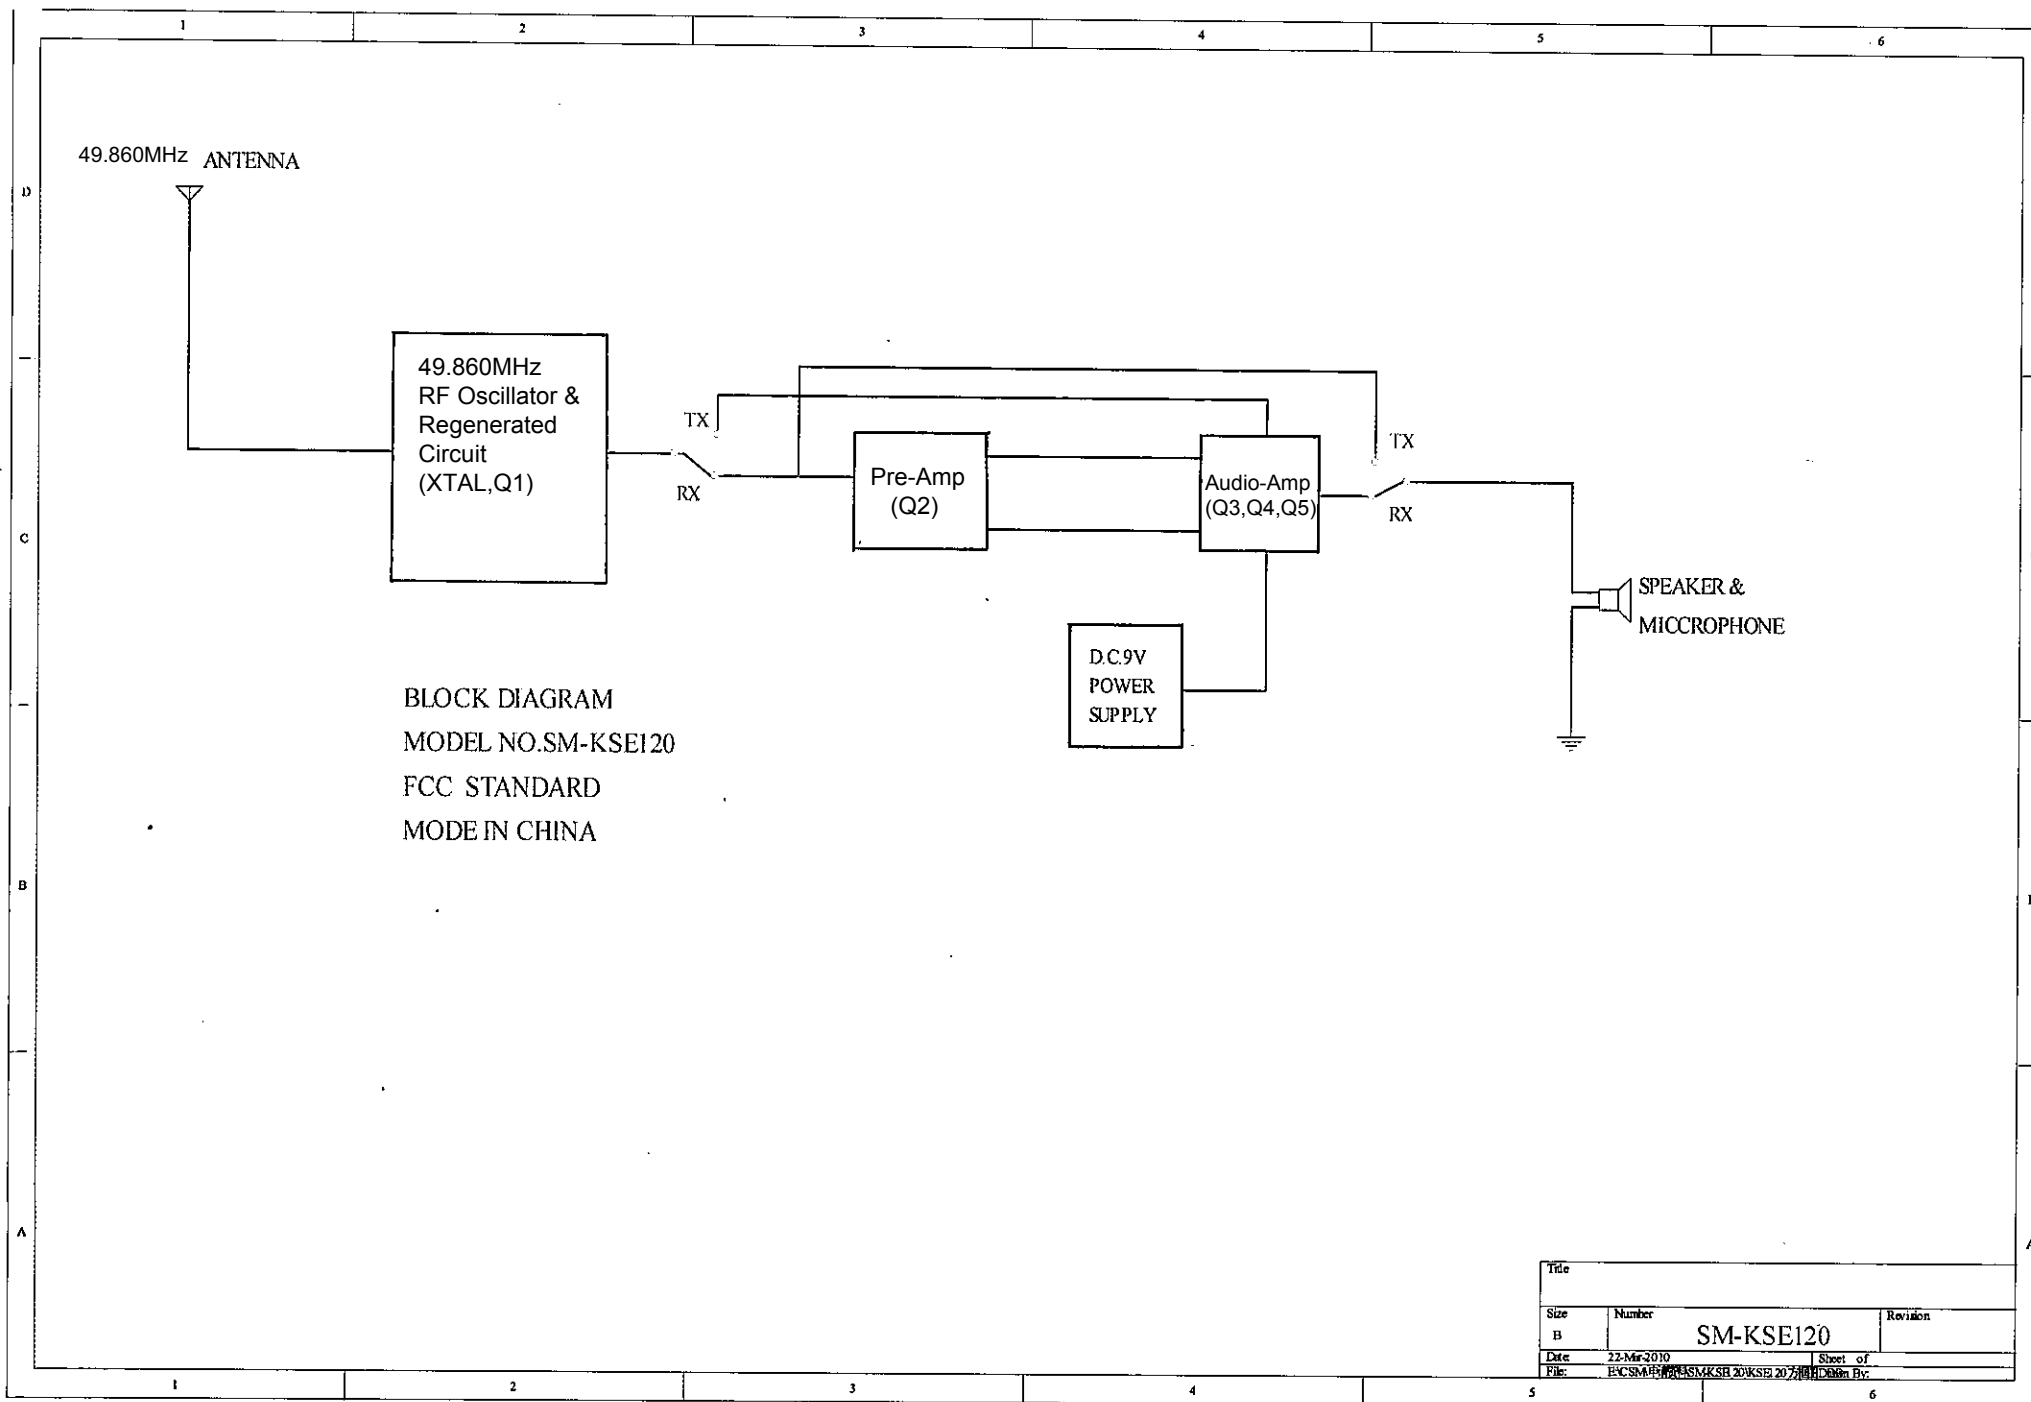 1 2 3 4 5 6
49.860MHz ANTENNA
D
49.860MHz
RF Oscillator &
Regenerated
Circuit
(XTAL,Q1)
TX
RX
Pre-Amp
(Q2)
Audio-Amp
(Q3,Q4,Q5)
TX
RX
C
SPEAKER &
MICCROPHONE
D.C.9V
POWER
SUPPLY
BLOCK DIAGRAM
MODEL NO.SM-KSE120
FCC STANDARD
MODE IN CHINA
B
A
Title
Size Number Revision
B SM-KSE120
Date: 22-Mar-2010 Sheet of
File:
1 2 3 4 5 6